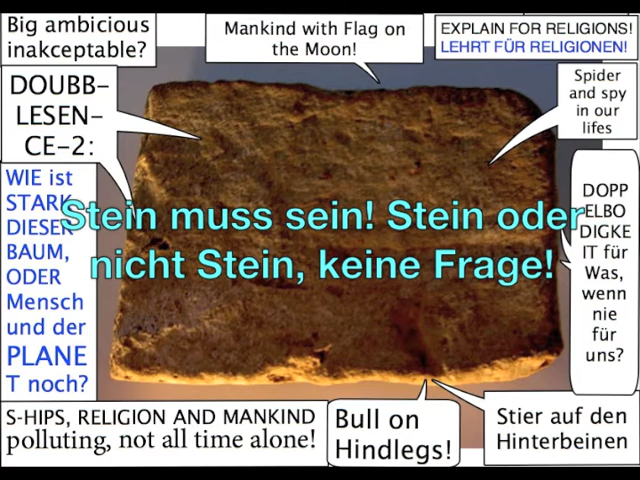 Big ambicious
inakceptable?
Mankind with Flag on
the Moon!
EXPLAIN FOR RELIGIONS!
LEHRT FÜR RELIGIONEN!
DOUBB-
LESEN-
CE-2:
Spider
and spy
in our
lifes
WIE ist
STARK
DIESER
BAUM,
ODER
Mensch
und der
PLANE
T noch?
Stein muss sein! Stein oder
nicht Stein, keine Frage!
DOPP
ELBO
DIGKE
IT für
Was,
wenn
nie
für
uns?
S-HIPS, RELIGION AND MANKIND
polluting, not all time alone!
Bull on
Hindlegs!
Stier auf den
Hinterbeinen